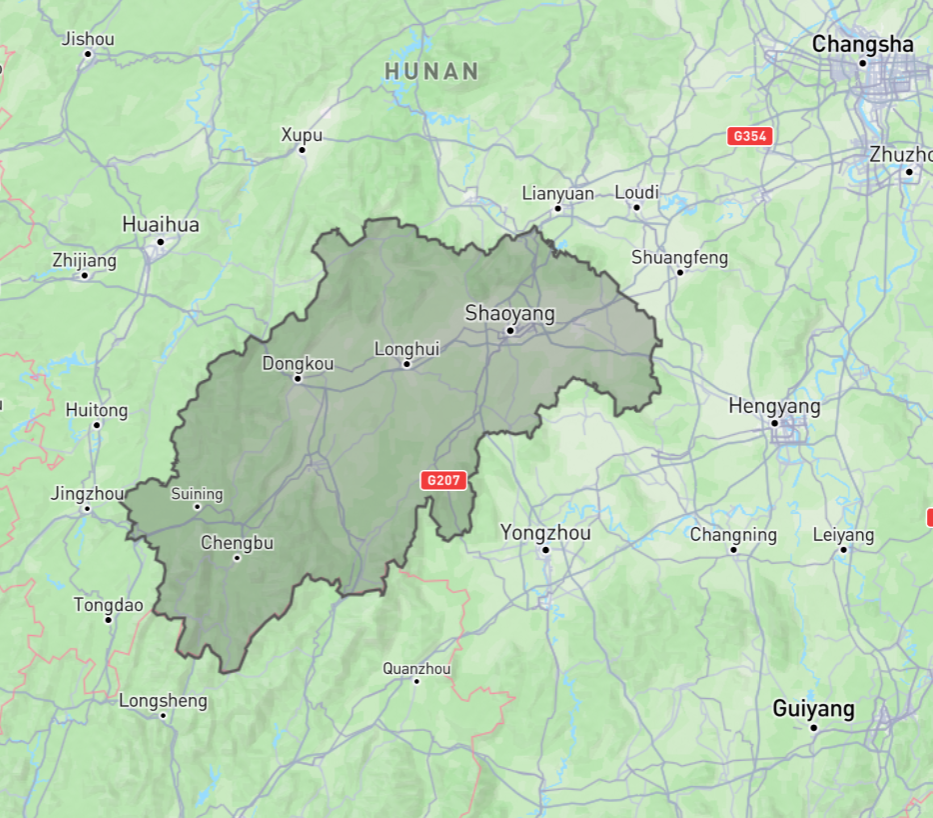 Jishou
Changsha
HUNAN
Xupu
G354
Zhuzho
Lianyuan
Loudi
Huaihua
Zhijiang
Shuangfeng
Shaoyang
Longhui
Dongkou
Huitong
Hengyang
G207
Jingzhou
Suining
Yongzhou
Changning
Leiyang
Chengbu
Tongdao
Quanzhou
Longsheng
Guiyang